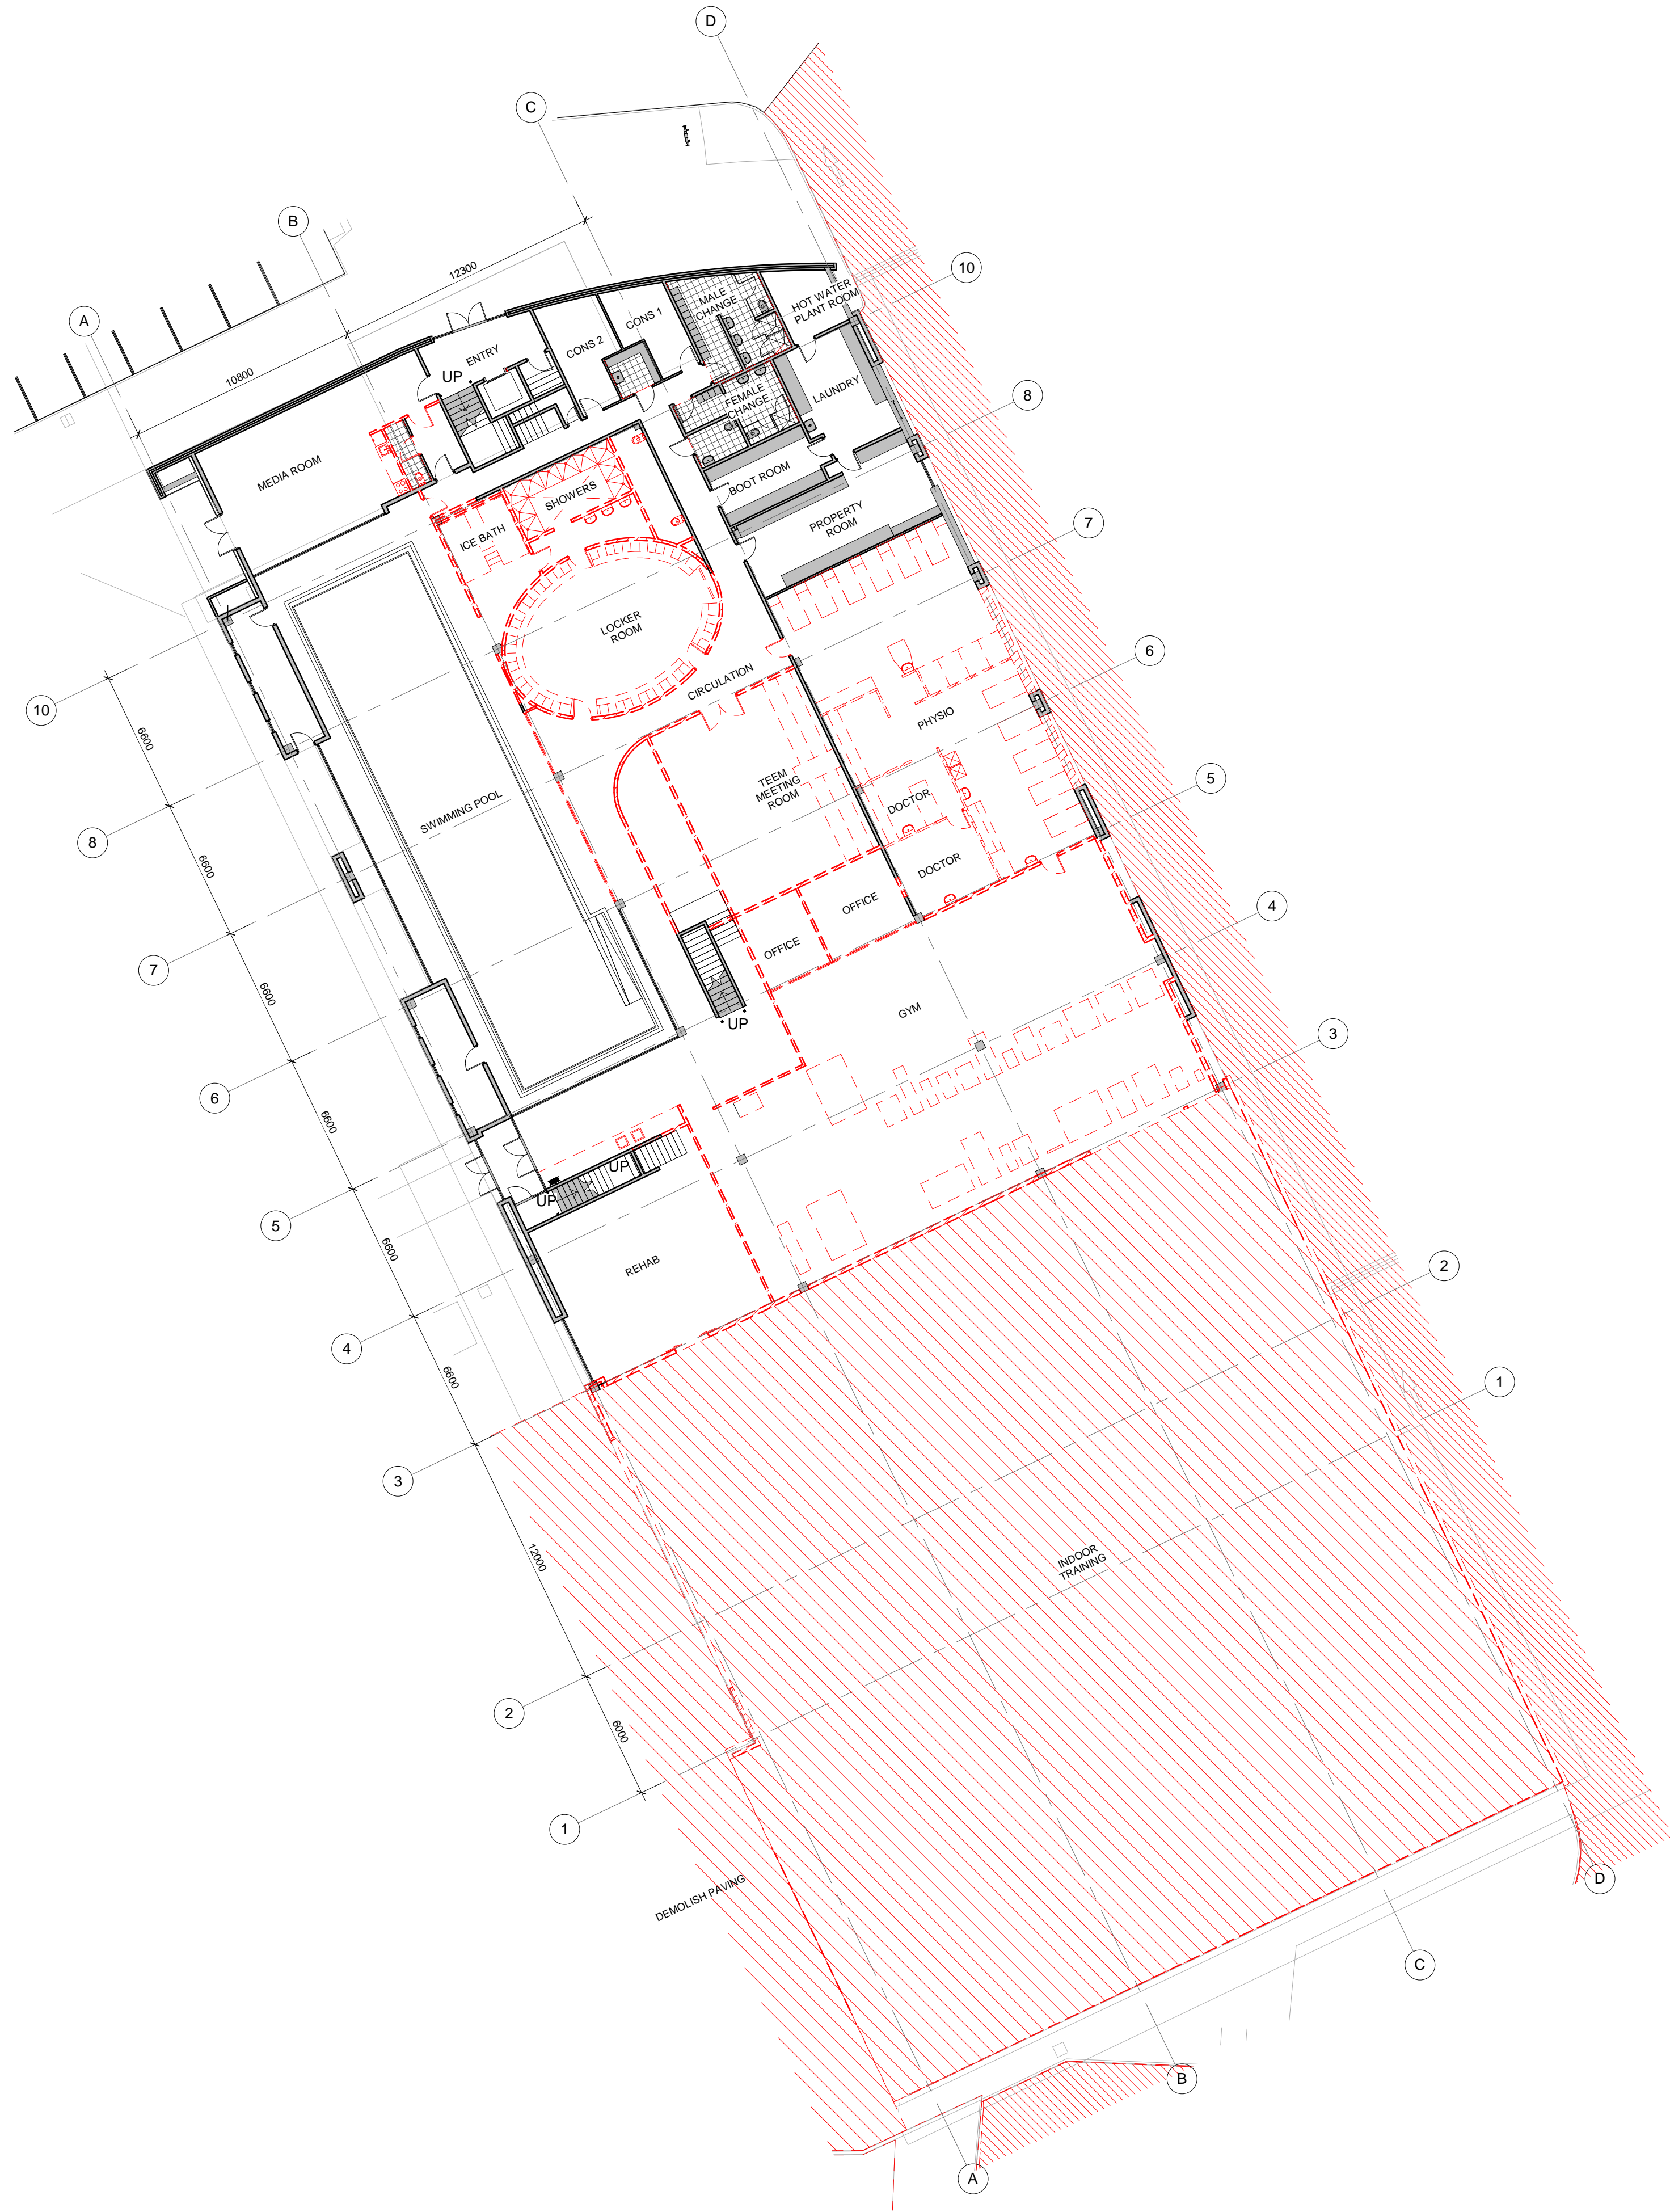 D
C
B
A
12300
10800
10
8
7
6
5
4
3
2
1
MALE
CHANGE
HOT WATER
PLANT ROOM
CONS 1
CONS 2
ENTRY
UP
FEMALE
CHANGE
LAUNDRY
MEDIA ROOM
BOOT ROOM
SHOWERS
ICE BATH
PROPERTY
ROOM
LOCKER
ROOM
CIRCULATION
PHYSIO
TEEM
MEETING
ROOM
SWIMMING POOL
DOCTOR
DOCTOR
OFFICE
OFFICE
GYM
UP
UP
UP
REHAB
INDOOR
TRAINING
DEMOLISH PAVING
10
6600
8
6600
7
6600
6
6600
5
6600
4
6600
3
12000
2
6000
1
D
C
B
A